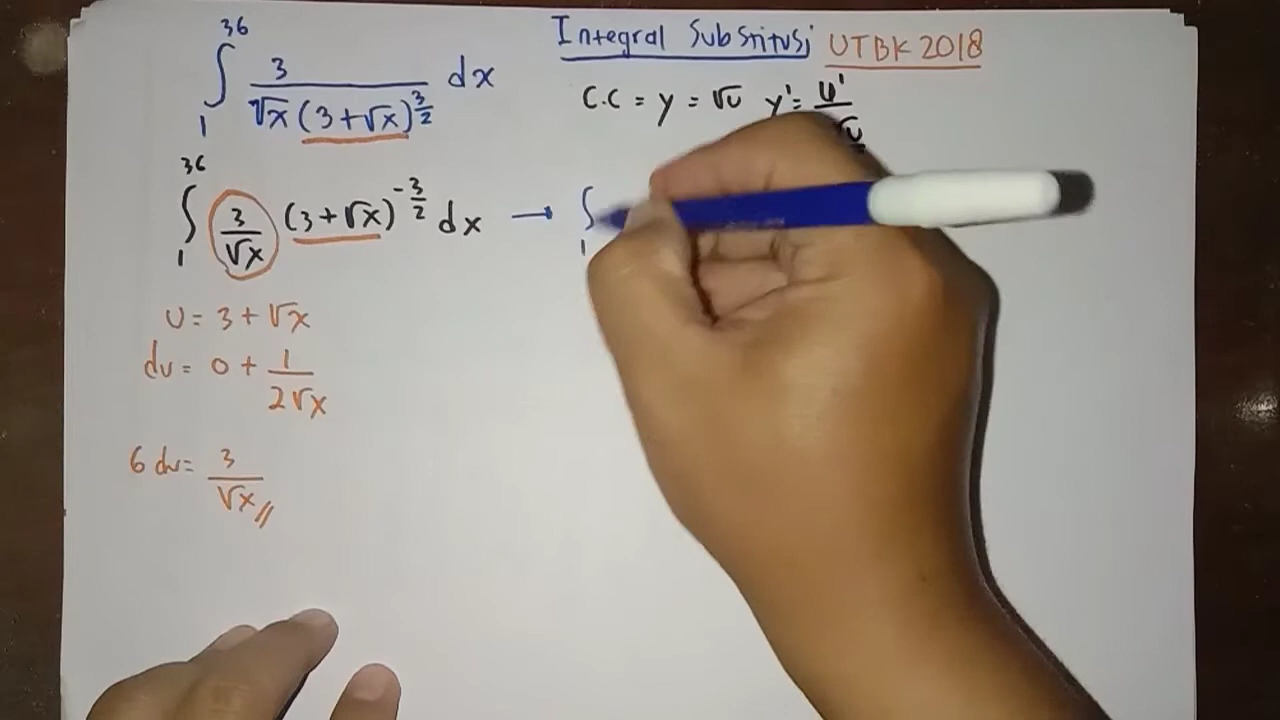 Integral Substitusi UTBK 2018
∫₁³⁶ 3/(√x (3+√x)^(3/2)) dx
C.C = y = √u y' = u'/√u
∫₁³⁶ 3/√x (3+√x)^(-3/2) dx → ∫₁
u = 3 + √x
du = 0 + 1/(2√x)
6 du = 3/√x //